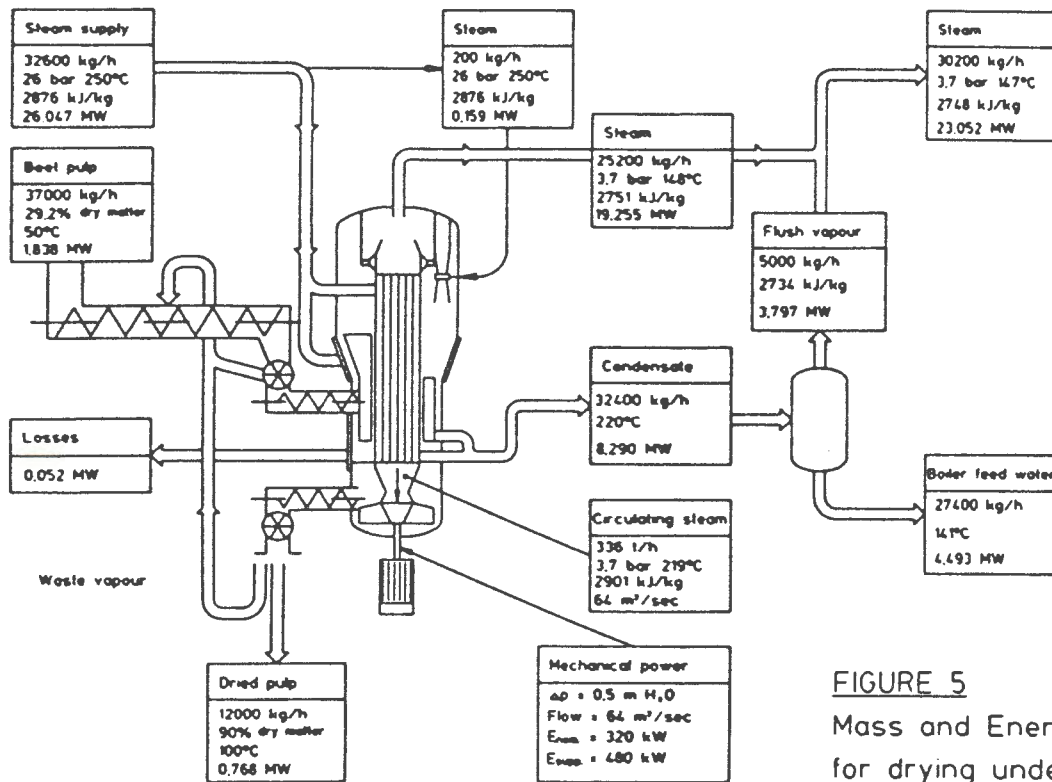 Steam supply
32600 kg/h
26 bar 250°C
2876 kJ/kg
26.047 MW
Steam
200 kg/h
26 bar 250°C
2876 kJ/kg
0,159 MW
Steam
30200 kg/h
3,7 bar 147°C
2748 kJ/kg
23.052 MW
Steam
25200 kg/h
3,7 bar 148°C
2751 kJ/kg
19,255 MW
Beet pulp
37000 kg/h
29,2% dry matter
50°C
1,838 MW
Flush vapour
5000 kg/h
2734 kJ/kg
3,797 MW
Condensate
32400 kg/h
220°C
8,290 MW
Losses
0,052 MW
Boiler feed water
27400 kg/h
141°C
4,493 MW
Circulating steam
336 t/h
3,7 bar 219°C
2901 kJ/kg
64 m³/sec
Waste vapour
Mechanical power
Δp = 0,5 m H₂O
Flow = 64 m³/sec
Enom. = 320 kW
Esupp. = 480 kW
Dried pulp
12000 kg/h
90% dry matter
100°C
0,768 MW
FIGURE 5
Mass and Ener
for drying unde